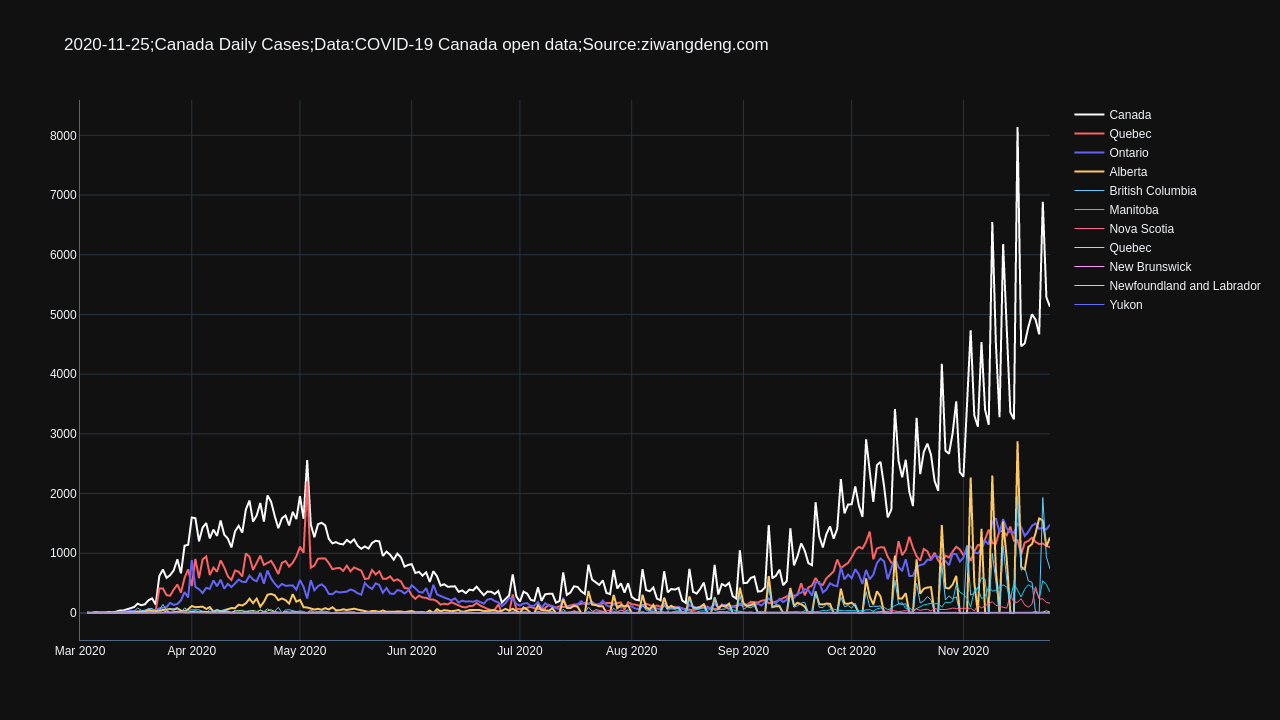 2020-11-25;Canada Daily Cases;Data:COVID-19 Canada open data;Source:ziwangdeng.com
8000
7000
6000
5000
4000
3000
2000
1000
0
Mar 2020 Apr 2020 May 2020 Jun 2020 Jul 2020 Aug 2020 Sep 2020 Oct 2020 Nov 2020
Canada
Quebec
Ontario
Alberta
British Columbia
Manitoba
Nova Scotia
Quebec
New Brunswick
Newfoundland and Labrador
Yukon